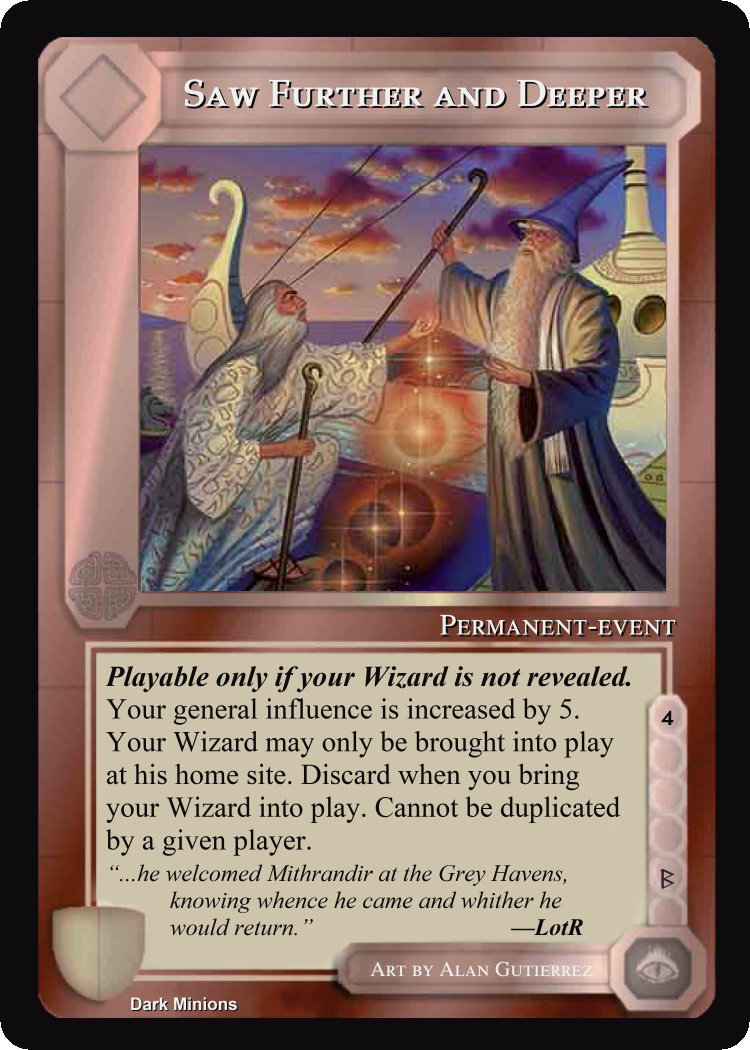 Saw Further and Deeper
Permanent-event
Playable only if your Wizard is not revealed.
Your general influence is increased by 5.
Your Wizard may only be brought into play
at his home site. Discard when you bring
your Wizard into play. Cannot be duplicated
by a given player.
4
“...he welcomed Mithrandir at the Grey Havens,
knowing whence he came and whither he
would return.” —LotR
Art by Alan Gutierrez
Dark Minions